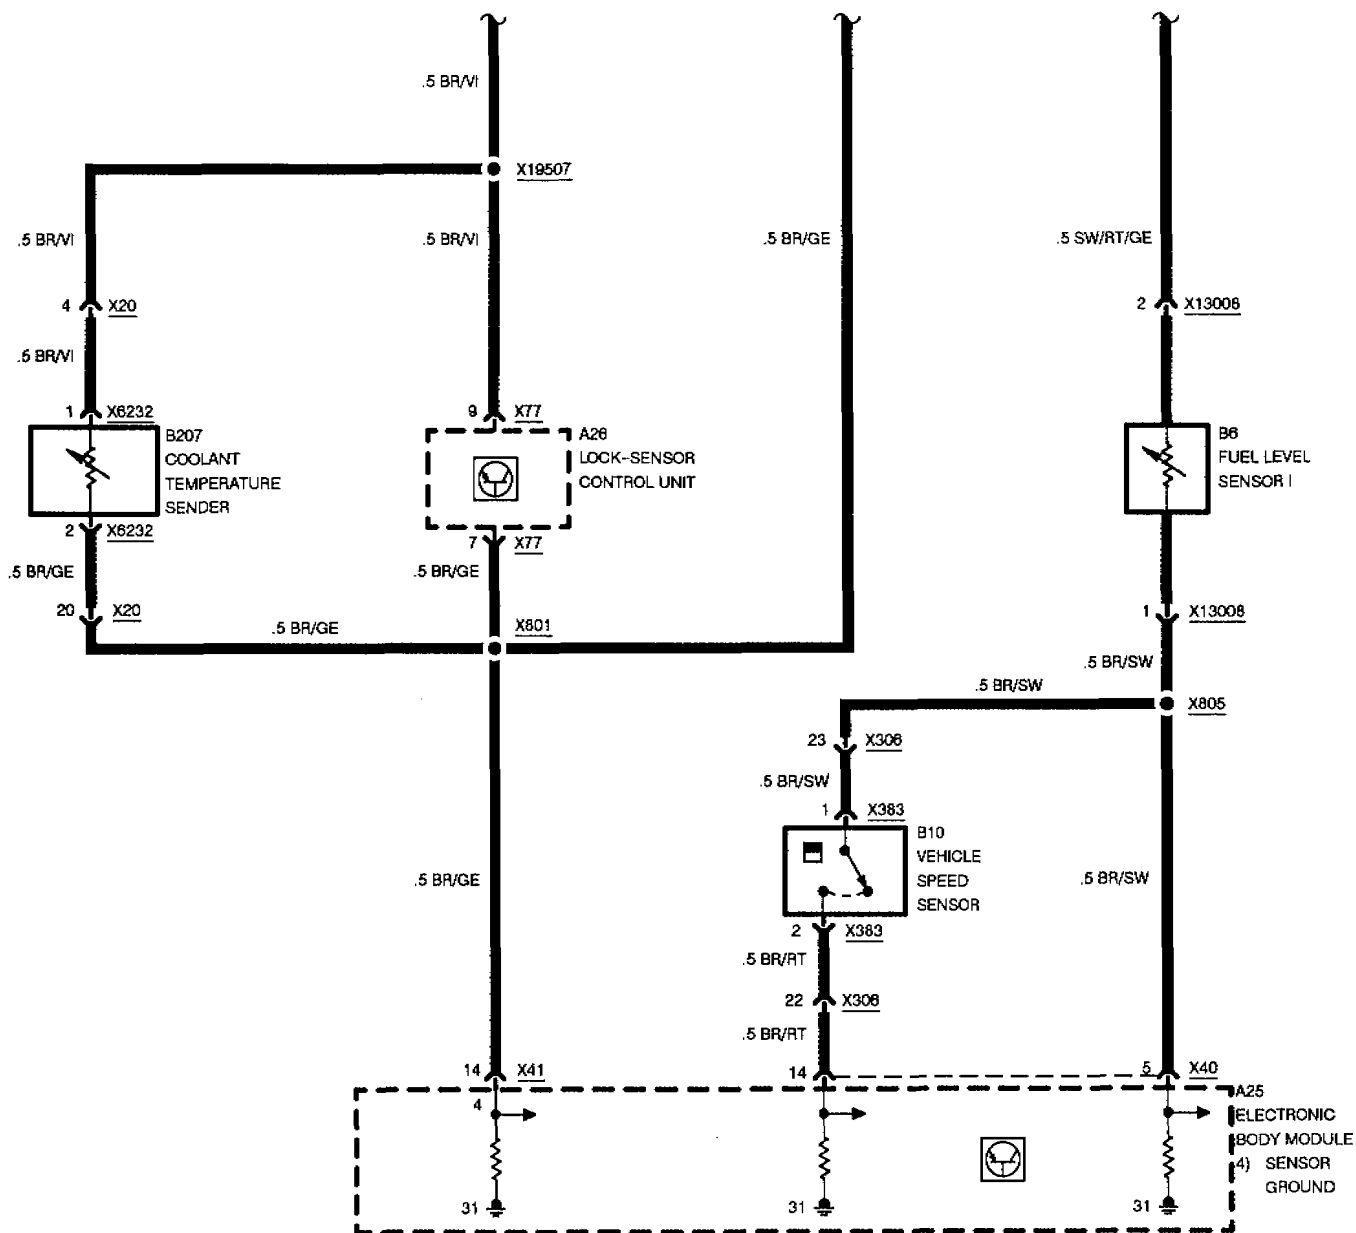 .5 BR/VI
X19507
.5 BR/VI
.5 BR/VI
.5 BR/GE
.5 SW/RT/GE
4 X20
2 X13008
.5 BR/VI
1 X6232
9 X77
B207
COOLANT
TEMPERATURE
SENDER
A26
LOCK-SENSOR
CONTROL UNIT
B6
FUEL LEVEL
SENSOR I
2 X6232
7 X77
.5 BR/GE
.5 BR/GE
20 X20
1 X13008
.5 BR/GE
X801
.5 BR/SW
.5 BR/SW
X805
23 X306
.5 BR/SW
1 X383
B10
VEHICLE
SPEED
SENSOR
.5 BR/GE
.5 BR/SW
2 X383
.5 BR/RT
22 X306
.5 BR/RT
14 X41
14
5 X40
4
A25
ELECTRONIC
BODY MODULE
4) SENSOR
GROUND
31
31
31